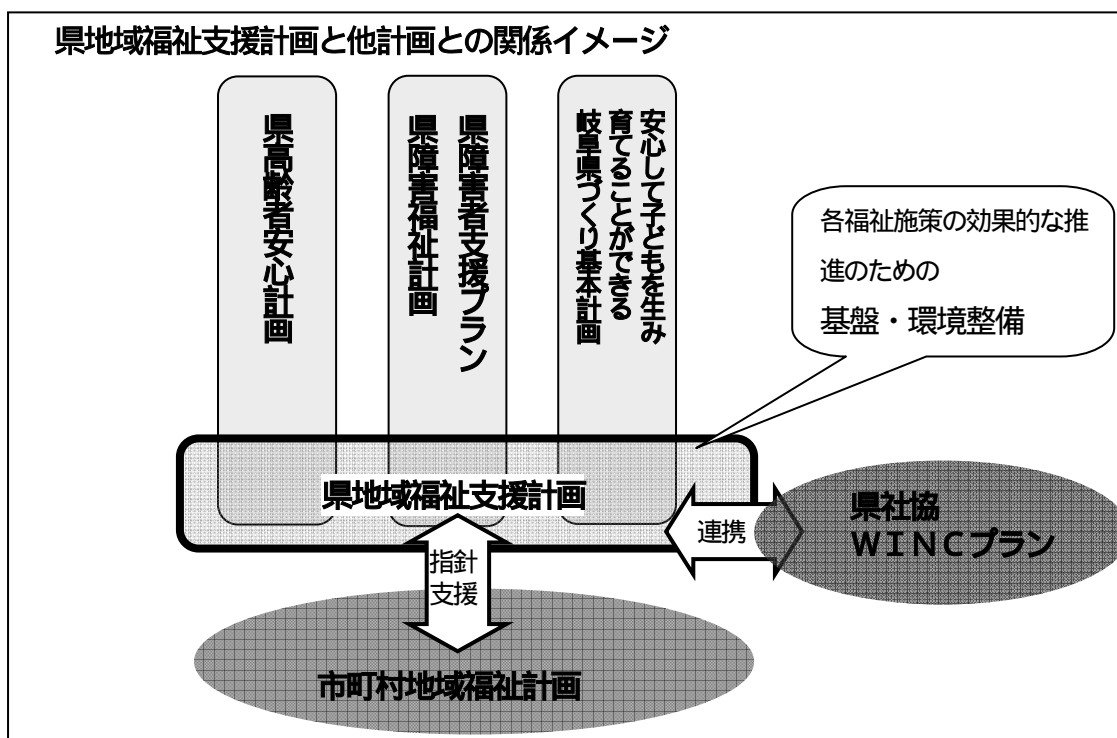 県地域福祉支援計画と他計画との関係イメージ
県高齢者安心計画
県障害者支援プラン
県障害福祉計画
安心して子どもを生み
育てることができる
岐阜県づくり基本計画
各福祉施策の効果的な推
進のための
基盤・環境整備
県地域福祉支援計画
連携
県社協
ＷＩＮＣプラン
指針
支援
市町村地域福祉計画